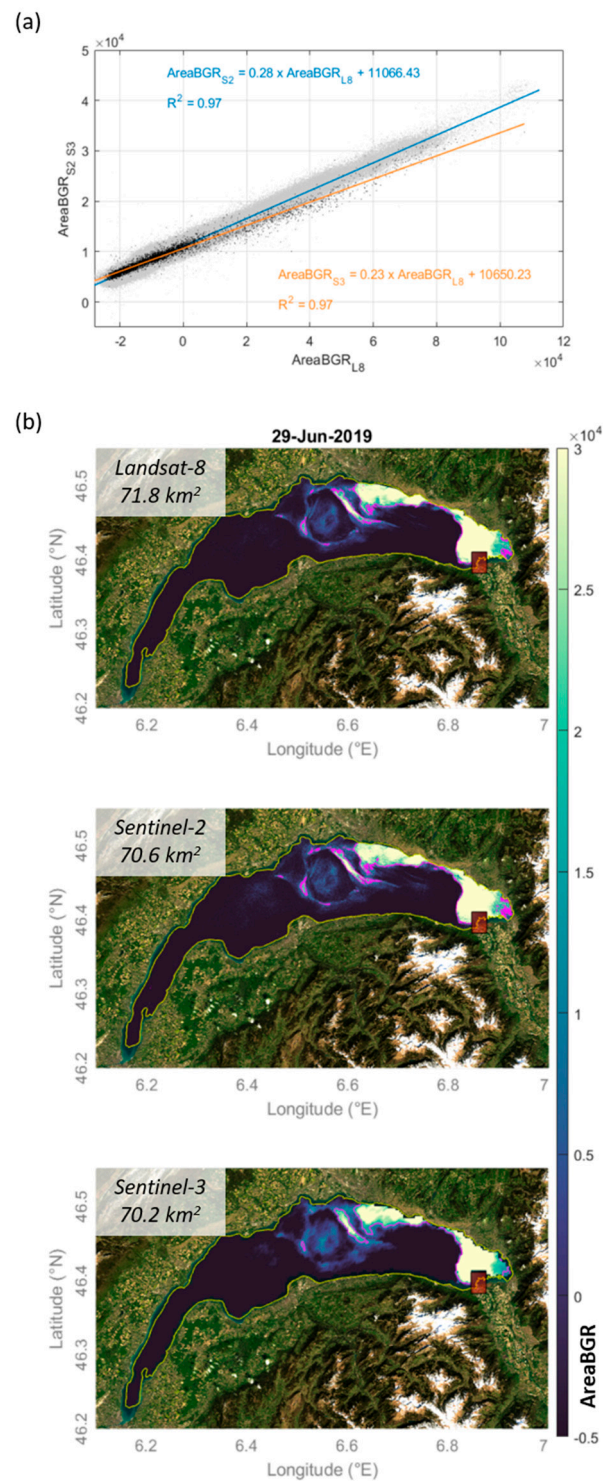 (a)
×10⁴
5
4
3
2
1
0
AreaBGR_S2 S3
AreaBGR_S2 = 0.28 x AreaBGR_L8 + 11066.43
R² = 0.97
AreaBGR_S3 = 0.23 x AreaBGR_L8 + 10650.23
R² = 0.97
-2 0 2 4 6 8 10 12
AreaBGR_L8
×10⁴
(b)
29-Jun-2019
×10⁴
Landsat-8
71.8 km²
46.5
46.4
46.3
46.2
Latitude (°N)
6.2 6.4 6.6 6.8 7
Longitude (°E)
Sentinel-2
70.6 km²
46.5
46.4
46.3
46.2
Latitude (°N)
6.2 6.4 6.6 6.8 7
Longitude (°E)
Sentinel-3
70.2 km²
46.5
46.4
46.3
46.2
Latitude (°N)
6.2 6.4 6.6 6.8 7
Longitude (°E)
3
2.5
2
1.5
1
0.5
0
-0.5
AreaBGR